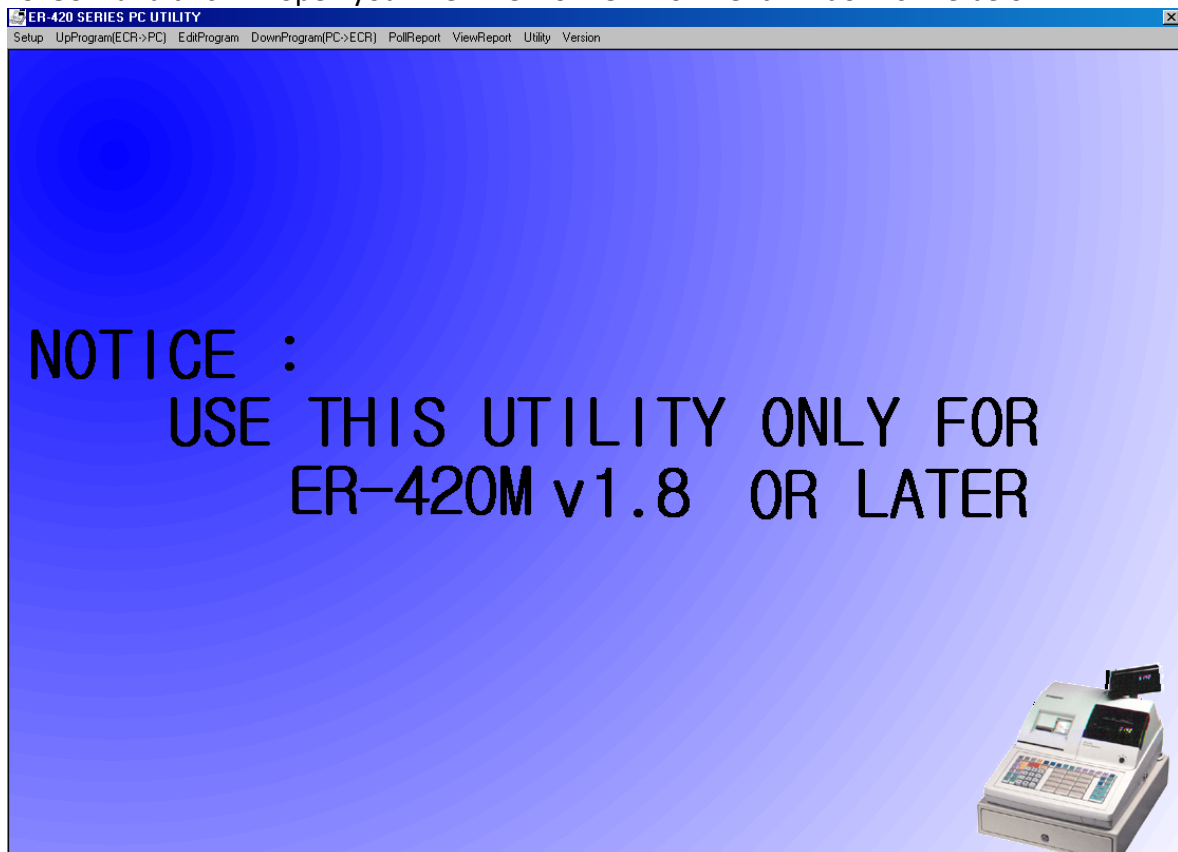 ER-420 SERIES PC UTILITY
Setup UpProgram(ECR->PC) EditProgram DownProgram(PC->ECR) PollReport ViewReport Utility Version
NOTICE :
USE THIS UTILITY ONLY FOR
ER-420M v1.8 OR LATER